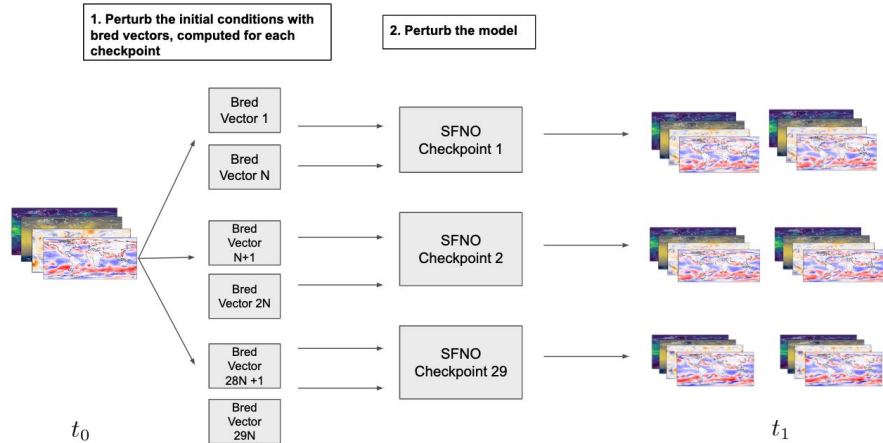 1. Perturb the initial conditions with
bred vectors, computed for each
checkpoint
2. Perturb the model
Bred
Vector 1
Bred
Vector N
SFNO
Checkpoint 1
Bred
Vector
N+1
Bred
Vector 2N
SFNO
Checkpoint 2
Bred
Vector
28N +1
Bred
Vector
29N
SFNO
Checkpoint 29
t₀
t₁